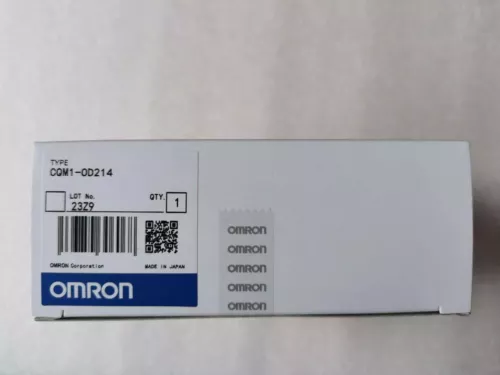 TYPE
CQM1-OD214
LOT No.
QTY.
23Z9
1
OMRON Corporation
MADE IN JAPAN
OMRON
OMRON
OMRON
OMRON
OMRON
OMRON